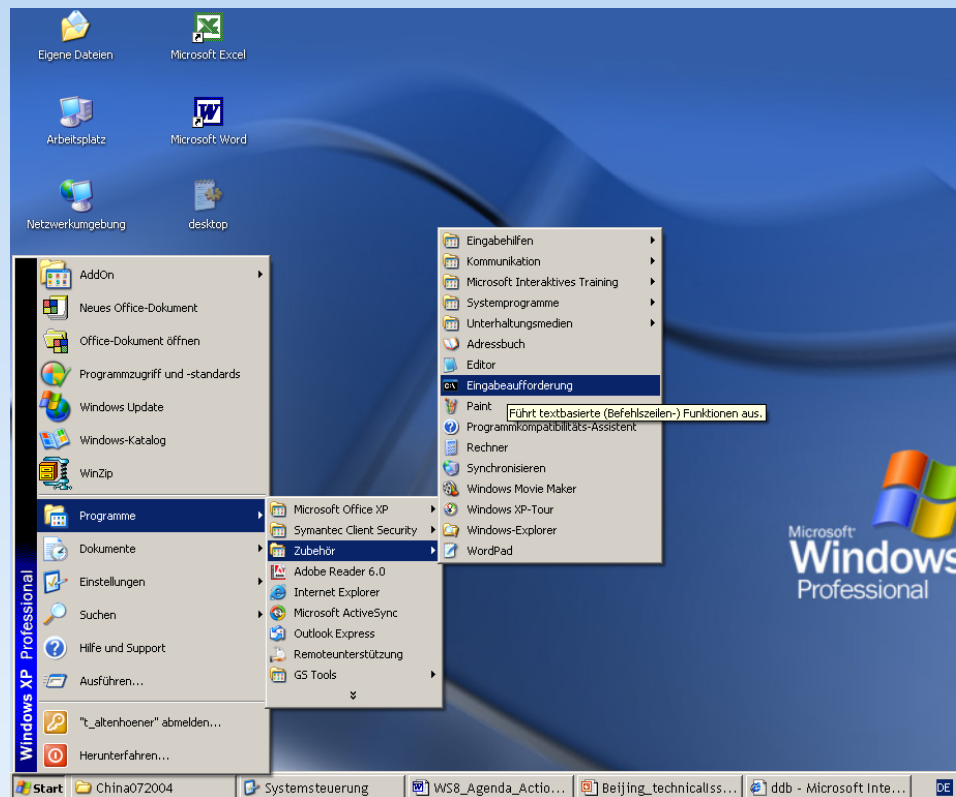 Eigene Dateien
Microsoft Excel
Arbeitsplatz
Microsoft Word
Netzwerkumgebung
desktop
AddOn
Neues Office-Dokument
Office-Dokument öffnen
Programmzugriff und -standards
Windows Update
Windows-Katalog
WinZip
Programme
Dokumente
Einstellungen
Suchen
Hilfe und Support
Ausführen...
"t_altenhoener" abmelden...
Herunterfahren...
Windows XP Professional
Microsoft Office XP
Symantec Client Security
Zubehör
Adobe Reader 6.0
Internet Explorer
Microsoft ActiveSync
Outlook Express
Remoteunterstützung
GS Tools
Eingabehilfen
Kommunikation
Microsoft Interaktives Training
Systemprogramme
Unterhaltungsmedien
Adressbuch
Editor
Eingabeaufforderung
Paint
Führt textbasierte (Befehlszeilen-) Funktionen aus.
Programmkompatibilitäts-Assistent
Rechner
Synchronisieren
Windows Movie Maker
Windows XP-Tour
Windows-Explorer
WordPad
Microsoft
Windows
Professional
Start
China072004
Systemsteuerung
WS8_Agenda_Actio...
Beijing_technicalIss...
ddb - Microsoft Inte...
DE